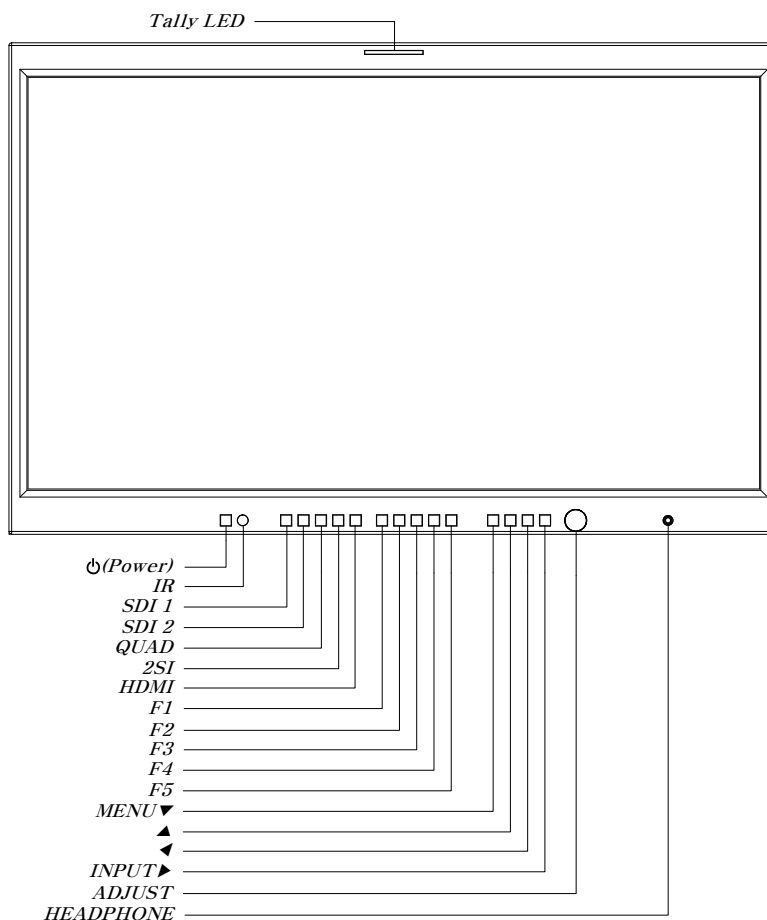 Tally LED
⏻(Power)
IR
SDI 1
SDI 2
QUAD
2SI
HDMI
F1
F2
F3
F4
F5
MENU▼
▲
◀
INPUT▶
ADJUST
HEADPHONE